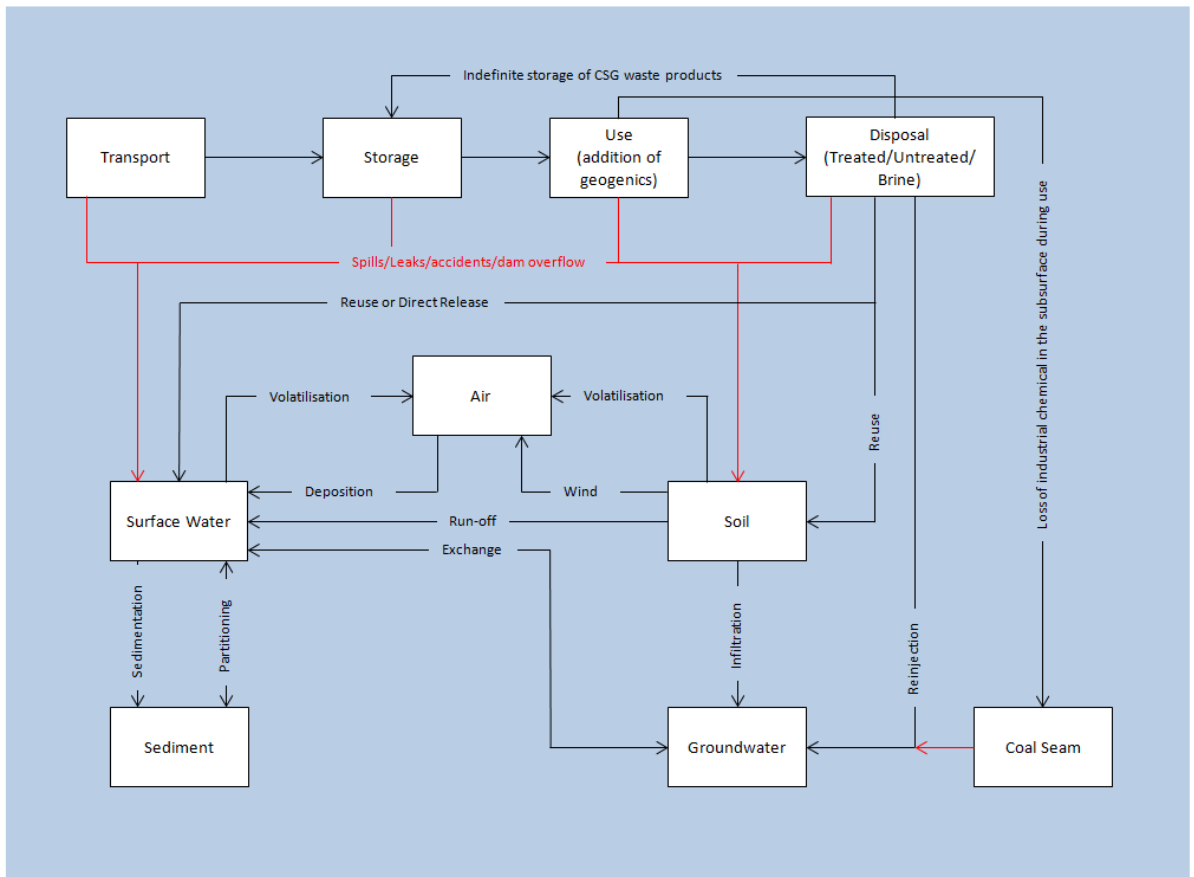 Indefinite storage of CSG waste products
Transport
Storage
Use
(addition of
geogenics)
Disposal
(Treated/Untreated/
Brine)
Spills/Leaks/accidents/dam overflow
Reuse or Direct Release
Loss of industrial chemical in the subsurface during use
Volatilisation
Air
Volatilisation
Reuse
Deposition
Wind
Surface Water
Run-off
Soil
Exchange
Sedimentation
Partitioning
Infiltration
Reinjection
Sediment
Groundwater
Coal Seam